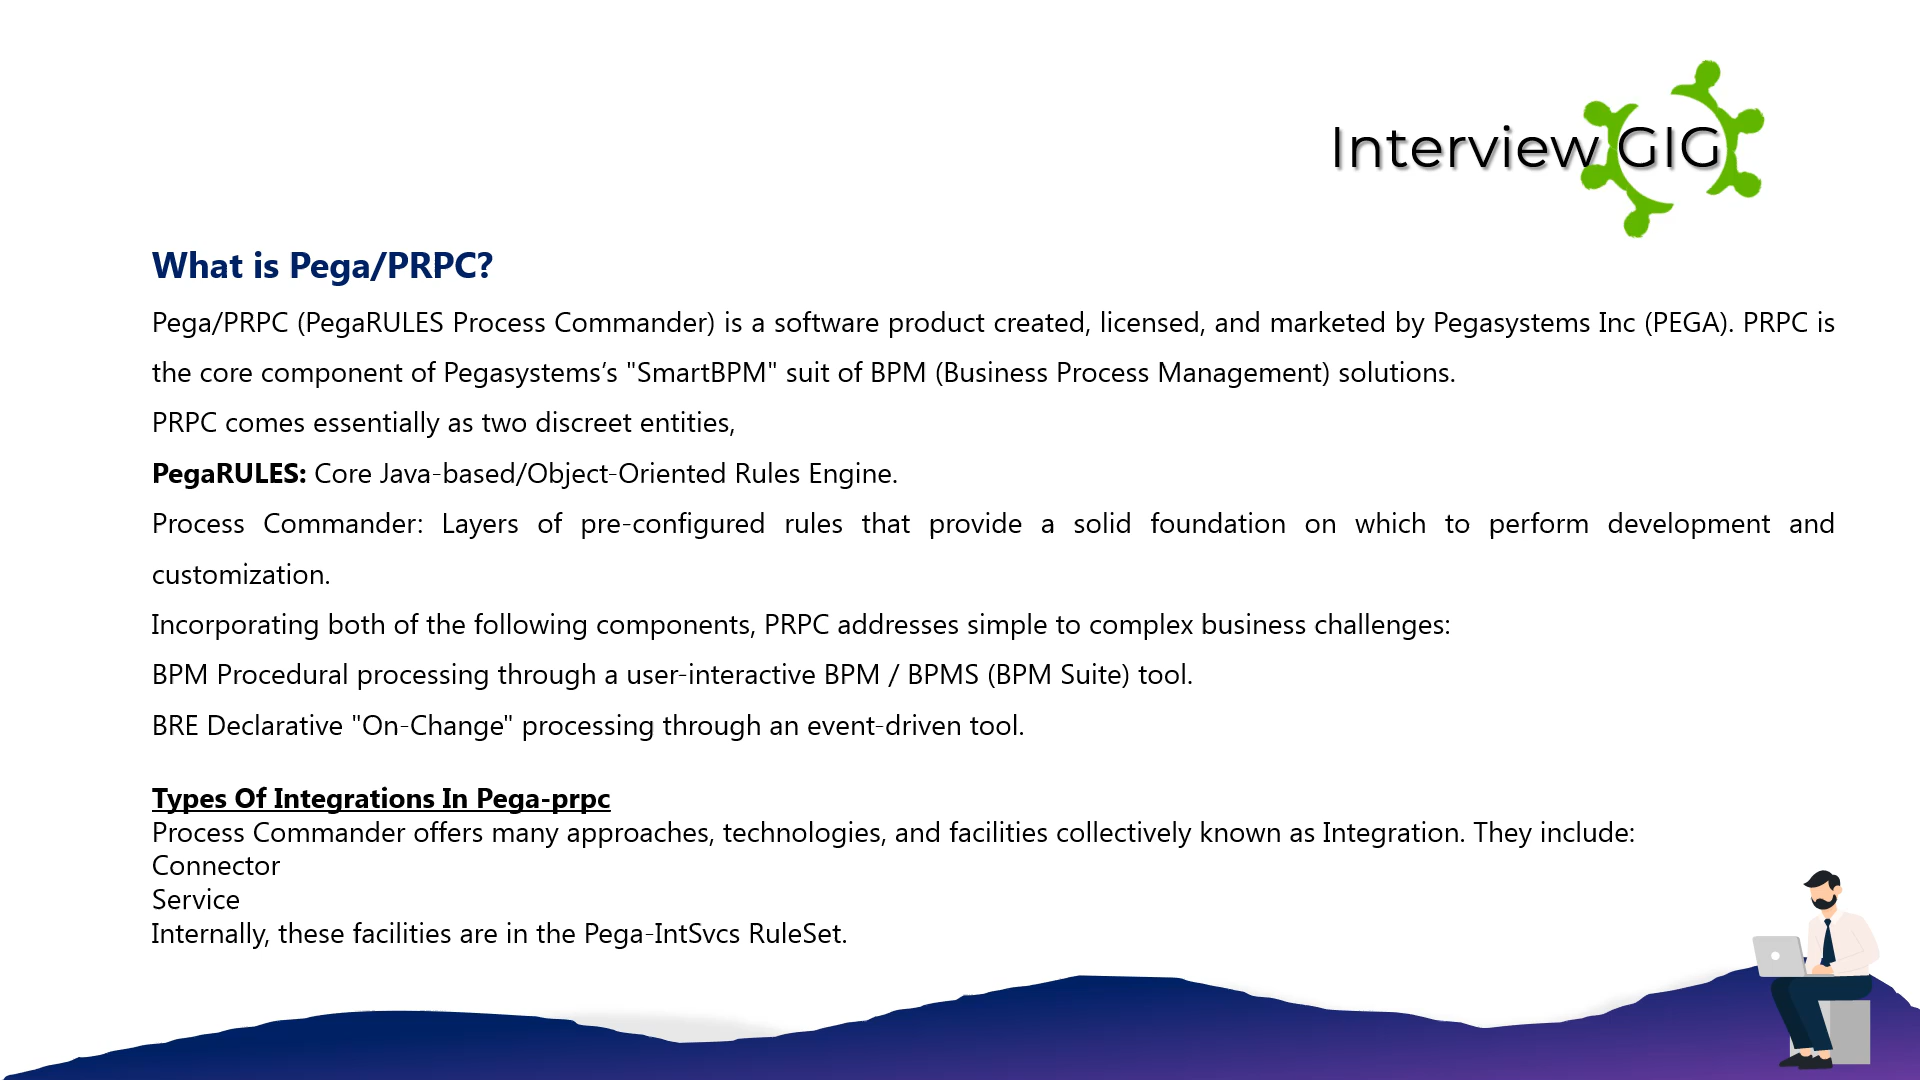 Interview GIG
What is Pega/PRPC?
Pega/PRPC (PegaRULES Process Commander) is a software product created, licensed, and marketed by Pegasystems Inc (PEGA). PRPC is
the core component of Pegasystems’s "SmartBPM" suit of BPM (Business Process Management) solutions.
PRPC comes essentially as two discreet entities,
PegaRULES: Core Java-based/Object-Oriented Rules Engine.
Process Commander: Layers of pre-configured rules that provide a solid foundation on which to perform development and
customization.
Incorporating both of the following components, PRPC addresses simple to complex business challenges:
BPM Procedural processing through a user-interactive BPM / BPMS (BPM Suite) tool.
BRE Declarative "On-Change" processing through an event-driven tool.
Types Of Integrations In Pega-prpc
Process Commander offers many approaches, technologies, and facilities collectively known as Integration. They include:
Connector
Service
Internally, these facilities are in the Pega-IntSvcs RuleSet.